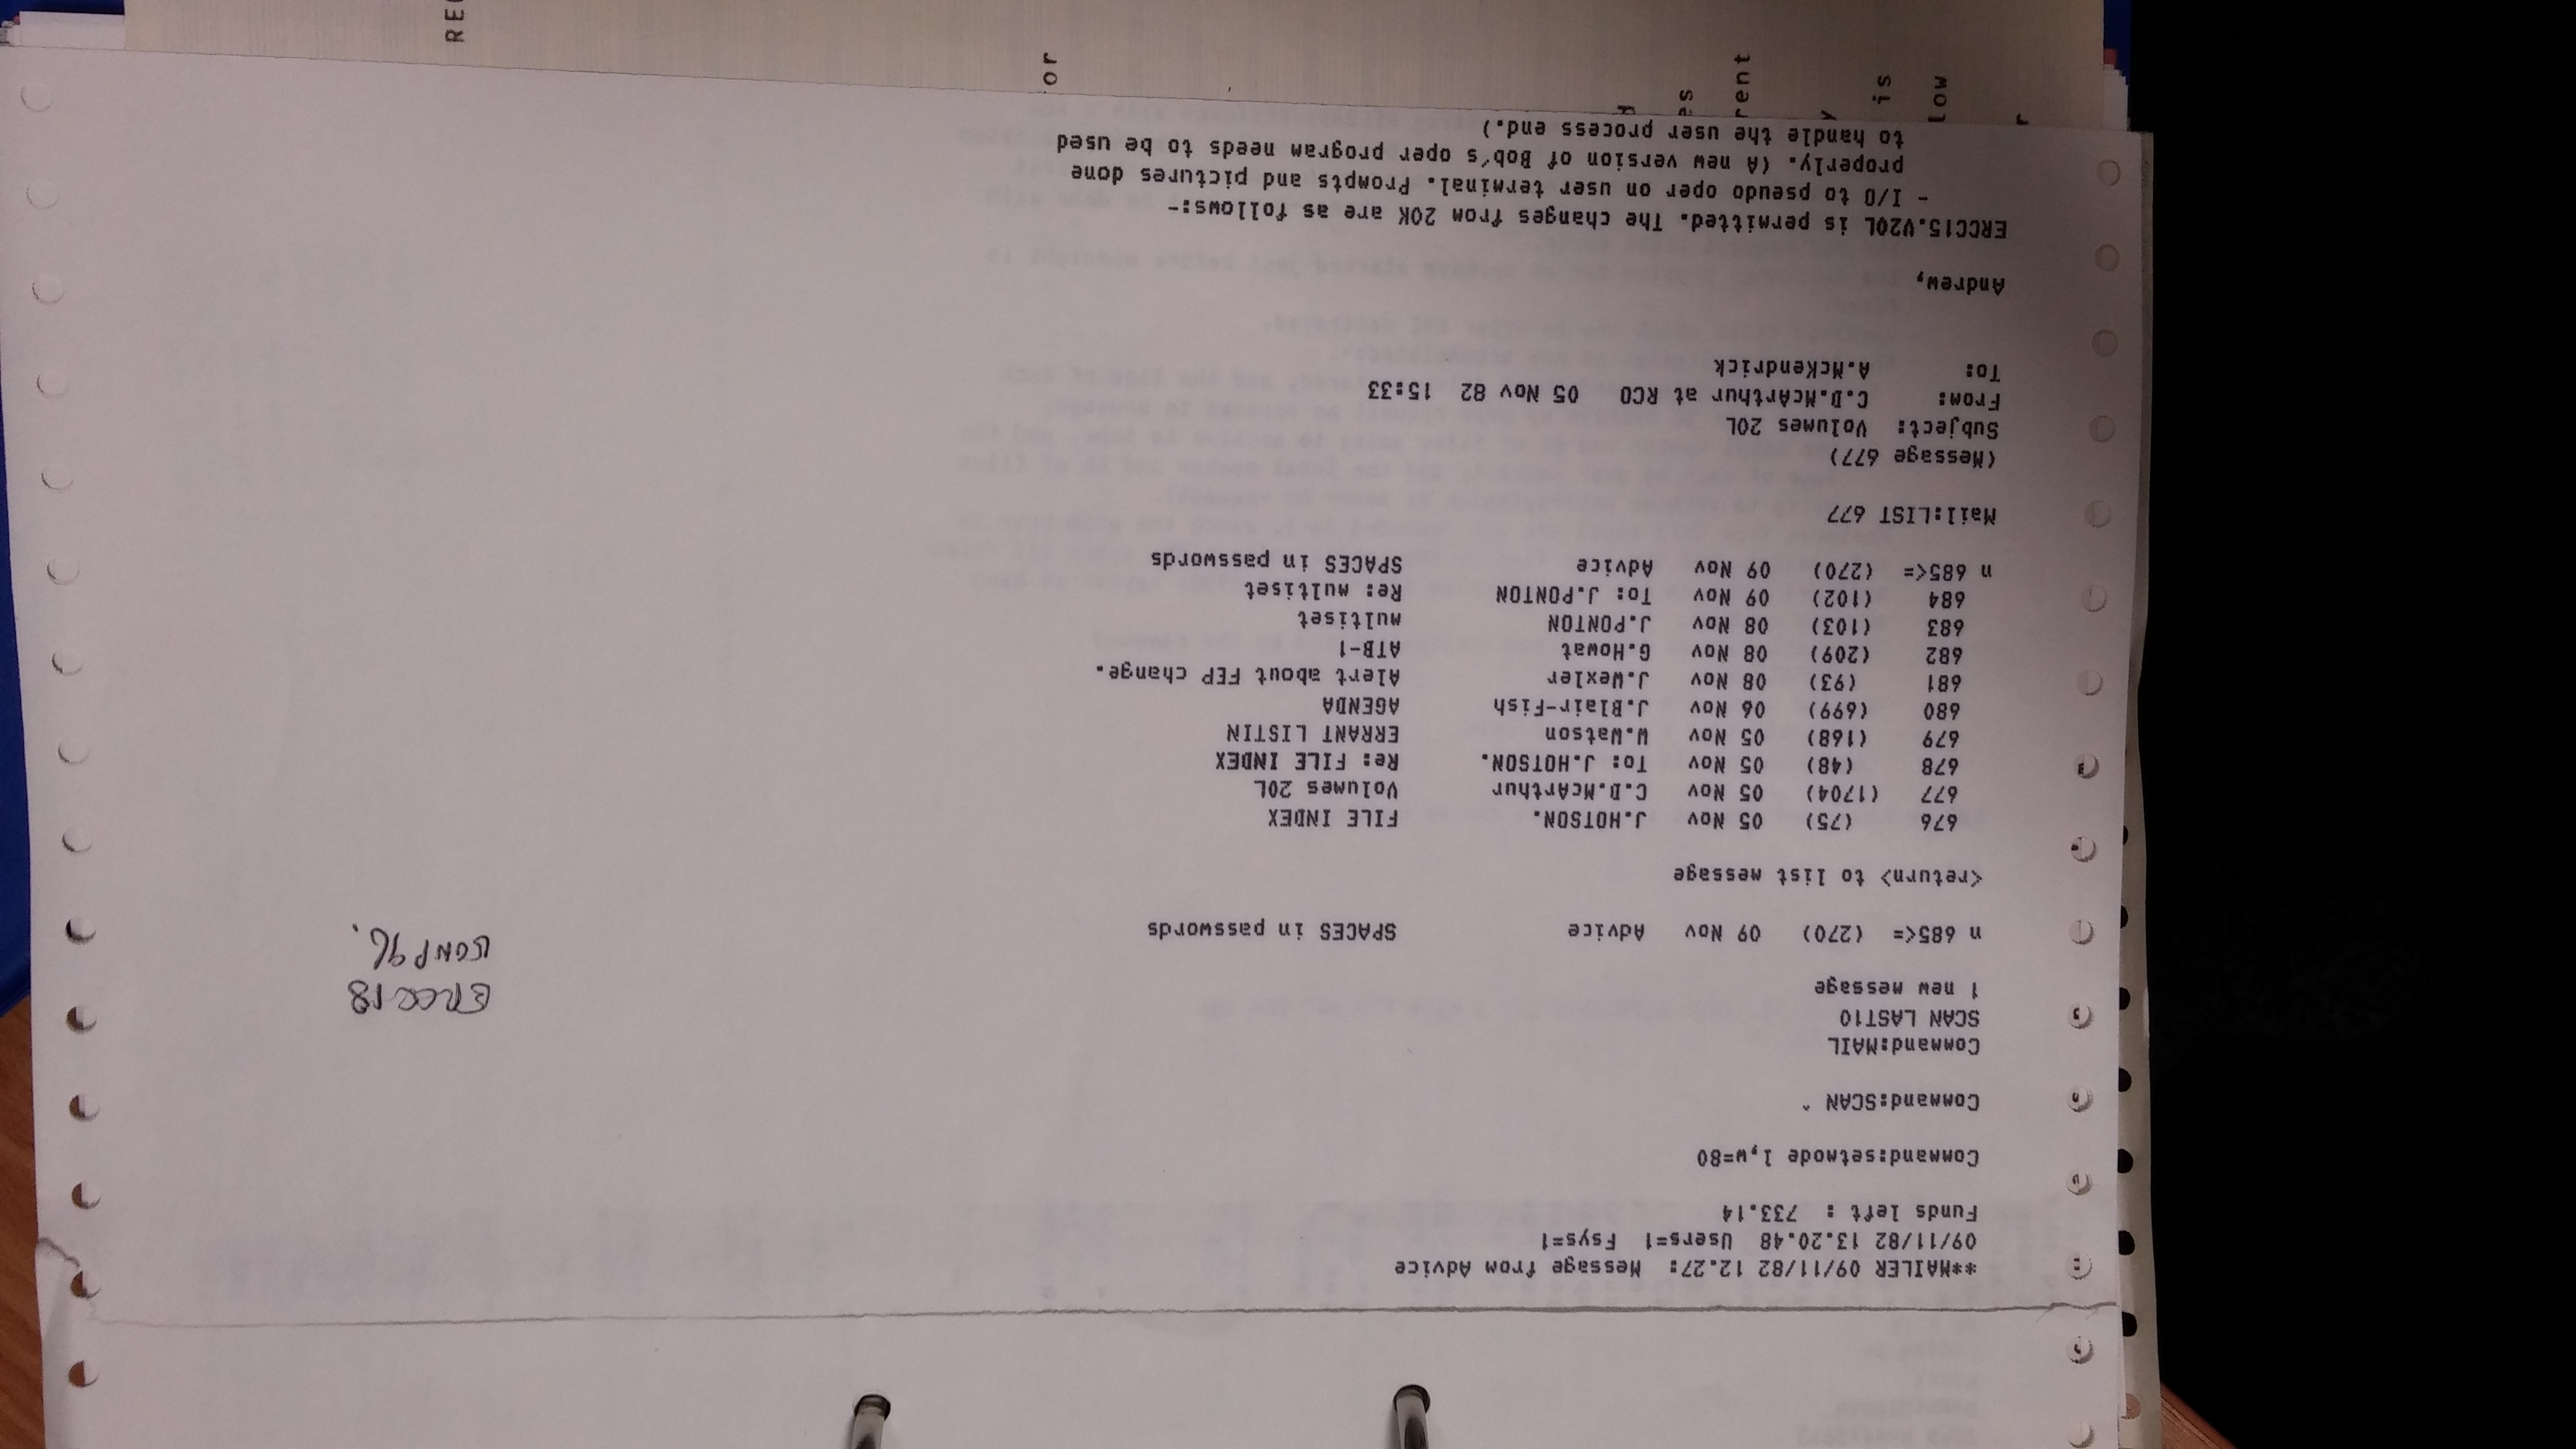 **MAILER 09/11/82 12.27: Message from Advice
09/11/82 13.20.48 Users=1 Fsys=1
Funds left : 733.14
Command:setmode l,w=80
Command:SCAN ^
Command:MAIL
SCAN LAST10
1 new message
ERCC18
n 685<= (270) 09 Nov Advice SPACES in passwords
<return> to list message
676 (75) 05 Nov J.HOTSON. FILE INDEX
677 (1704) 05 Nov C.D.McArthur Volumes 20L
678 (48) 05 Nov To: J.HOTSON. Re: FILE INDEX
679 (168) 05 Nov W.Watson ERRANT LISTIN
680 (699) 06 Nov J.Blair-Fish AGENDA
681 (93) 08 Nov J.Wexler Alert about FEP change.
682 (209) 08 Nov G.Howat ATB-1
683 (103) 08 Nov J.PONTON multiset
684 (102) 09 Nov To: J.PONTON Re: multiset
n 685<= (270) 09 Nov Advice SPACES in passwords
Mail:LIST 677
(Message 677)
Subject: Volumes 20L
From: C.D.McArthur at RCO 05 Nov 82 15:33
To: A.McKendrick
Andrew,
ERCC15.V20L is permitted. The changes from 20K are as follows:-
- I/O to pseudo oper on user terminal. Prompts and pictures done
properly. (A new version of Bob's oper program needs to be used
to handle the user process end.)
REC
or
es
rent
y
is
low
r